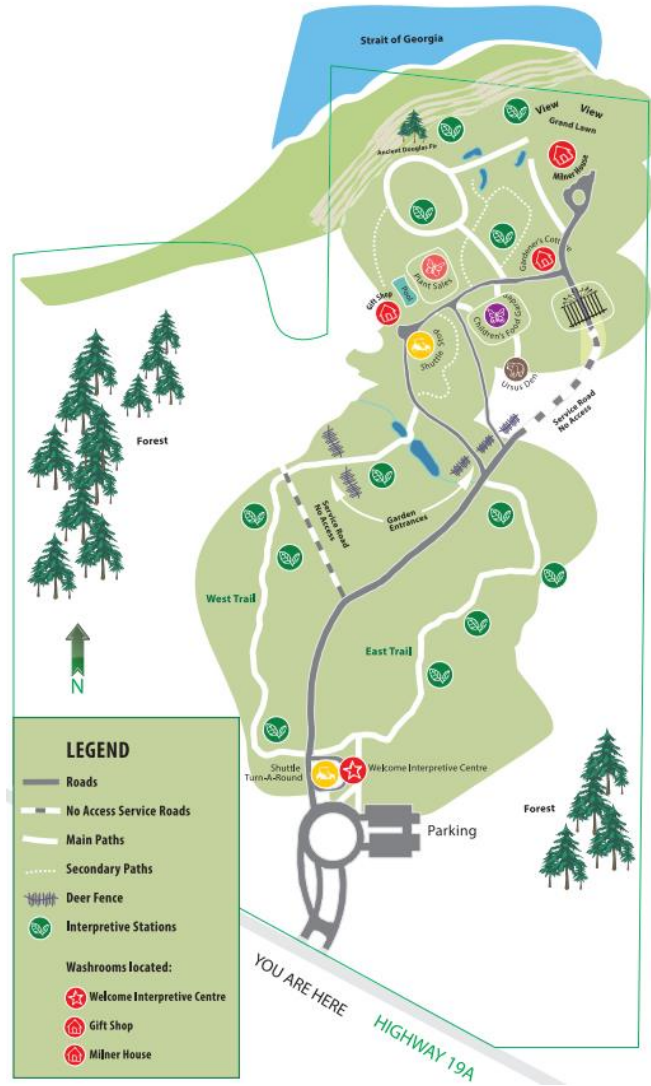 Strait of Georgia
View
View
Grand Lawn
Ancient Douglas Fir
Milner House
Gardener's Cottage
Plant Sales
Pool
Gift Shop
Children's Food Garden
Shuttle
Stop
Ursus Den
Service Road
No Access
Forest
Service Road
No Access
Garden
Entrances
West Trail
East Trail
N
Shuttle
Turn-A-Round
Welcome Interpretive Centre
Forest
Parking
LEGEND
Roads
No Access Service Roads
Main Paths
Secondary Paths
Deer Fence
Interpretive Stations
Washrooms located:
Welcome Interpretive Centre
Gift Shop
Milner House
YOU ARE HERE
HIGHWAY 19A